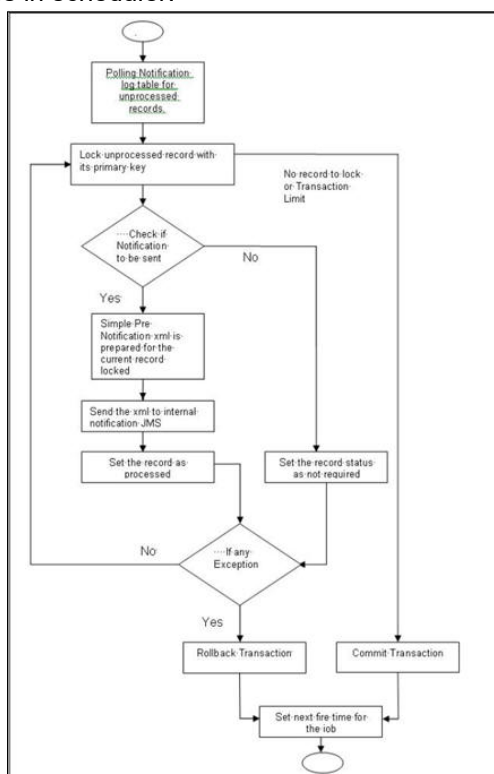 Polling Notification
log table for
unprocessed
records.
Lock unprocessed record with
its primary key
No record to lock
or Transaction
Limit
····Check if
Notification
to be sent
No
Yes
Simple Pre
Notification xml is
prepared for the
current record
locked
Send the xml to internal
notification JMS
Set the record as
processed
Set the record status
as not required
····If any
Exception
No
Yes
Rollback Transaction
Commit Transaction
Set next fire time for
the job